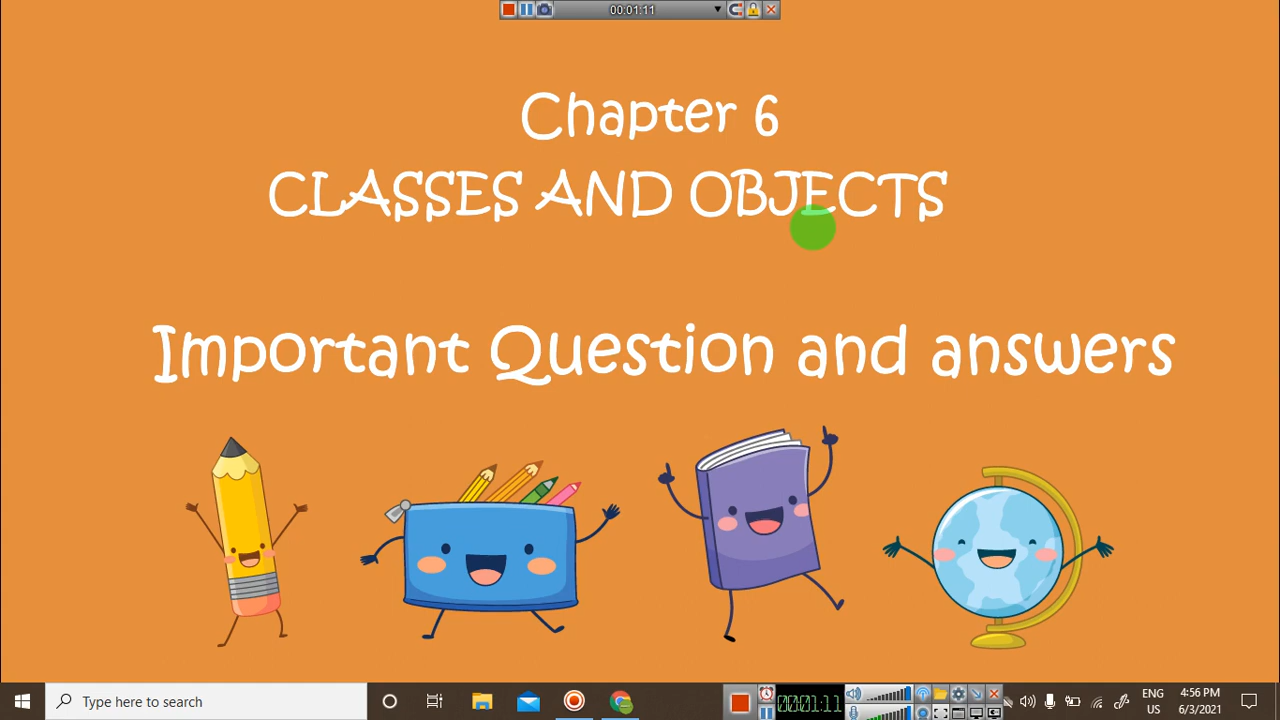 00:01:11
Chapter 6
CLASSES AND OBJECTS
Important Question and answers
Type here to search
00:01:11
ENG
US
4:56 PM
6/3/2021